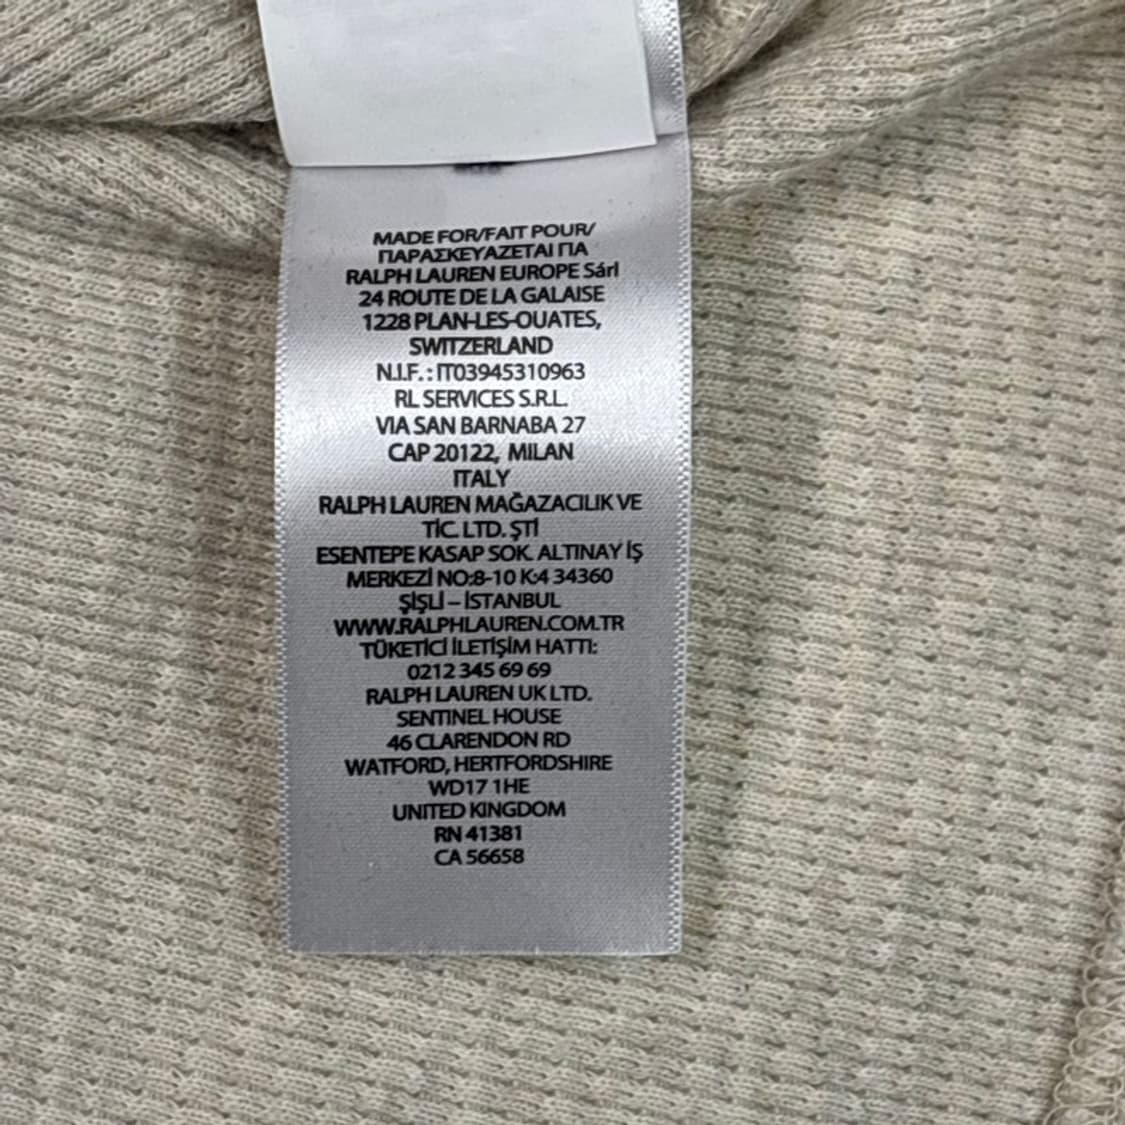 MADE FOR/FAIT POUR/
ΠΑΡΑΣΚΕΥΑΖΕΤΑΙ ΓΙΑ
RALPH LAUREN EUROPE Sárl
24 ROUTE DE LA GALAISE
1228 PLAN-LES-OUATES,
SWITZERLAND
N.I.F. : IT03945310963
RL SERVICES S.R.L.
VIA SAN BARNABA 27
CAP 20122, MILAN
ITALY
RALPH LAUREN MAĞAZACILIK VE
TİC. LTD. ŞTİ
ESENTEPE KASAP SOK. ALTINAY İŞ
MERKEZİ NO:8-10 K:4 34360
ŞİŞLİ – İSTANBUL
WWW.RALPHLAUREN.COM.TR
TÜKETİCİ İLETİŞİM HATTI:
0212 345 69 69
RALPH LAUREN UK LTD.
SENTINEL HOUSE
46 CLARENDON RD
WATFORD, HERTFORDSHIRE
WD17 1HE
UNITED KINGDOM
RN 41381
CA 56658